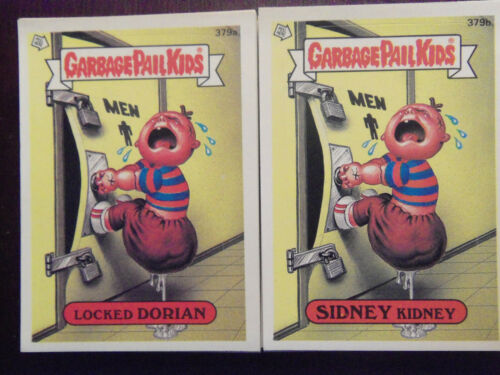 379a
GARBAGE PAIL KIDS
MEN
LOCKED DORIAN
379b
GARBAGE PAIL KIDS
MEN
SIDNEY KIDNEY